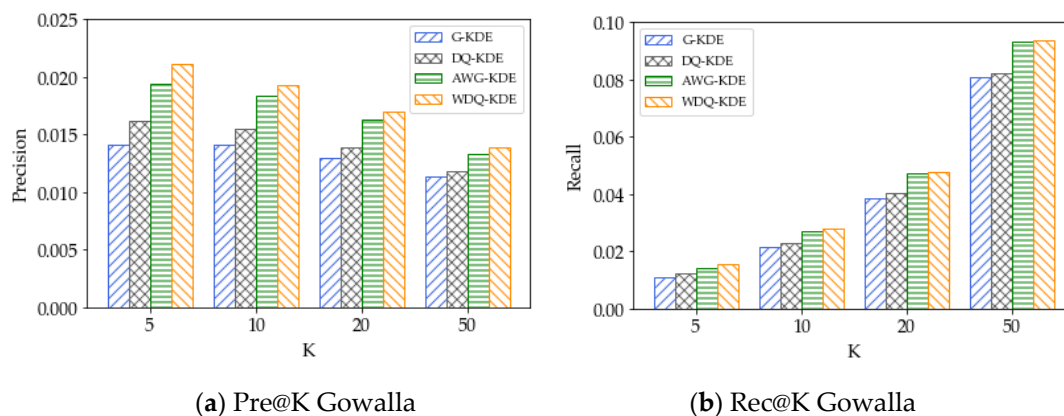 0.025
0.020
0.015
0.010
0.005
0.000
Precision
G-KDE
DQ-KDE
AWG-KDE
WDQ-KDE
5 10 20 50
K
(a) Pre@K Gowalla
0.10
0.08
0.06
0.04
0.02
0.00
Recall
G-KDE
DQ-KDE
AWG-KDE
WDQ-KDE
5 10 20 50
K
(b) Rec@K Gowalla